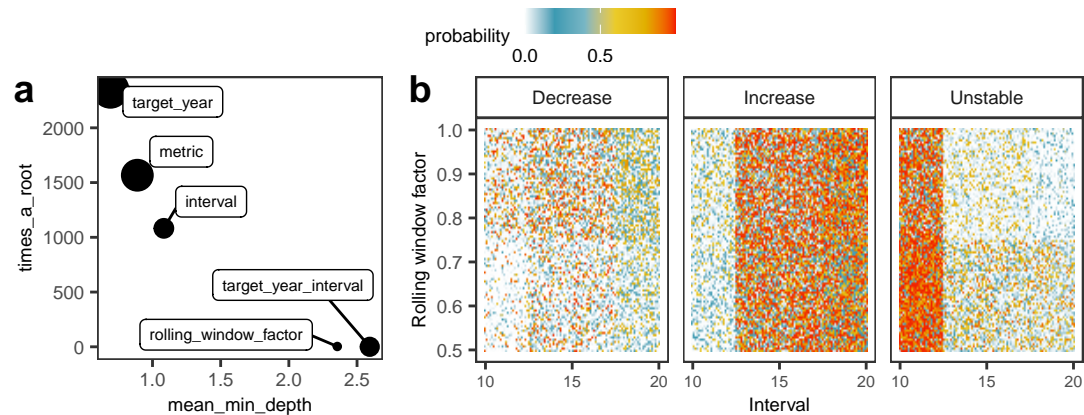 probability
0.0 0.5
a
target_year
metric
interval
target_year_interval
rolling_window_factor
2000
1500
1000
500
0
times_a_root
1.0 1.5 2.0 2.5
mean_min_depth
b
Decrease Increase Unstable
1.0
0.9
0.8
0.7
0.6
0.5
Rolling window factor
10 15 20 10 15 20 10 15 20
Interval